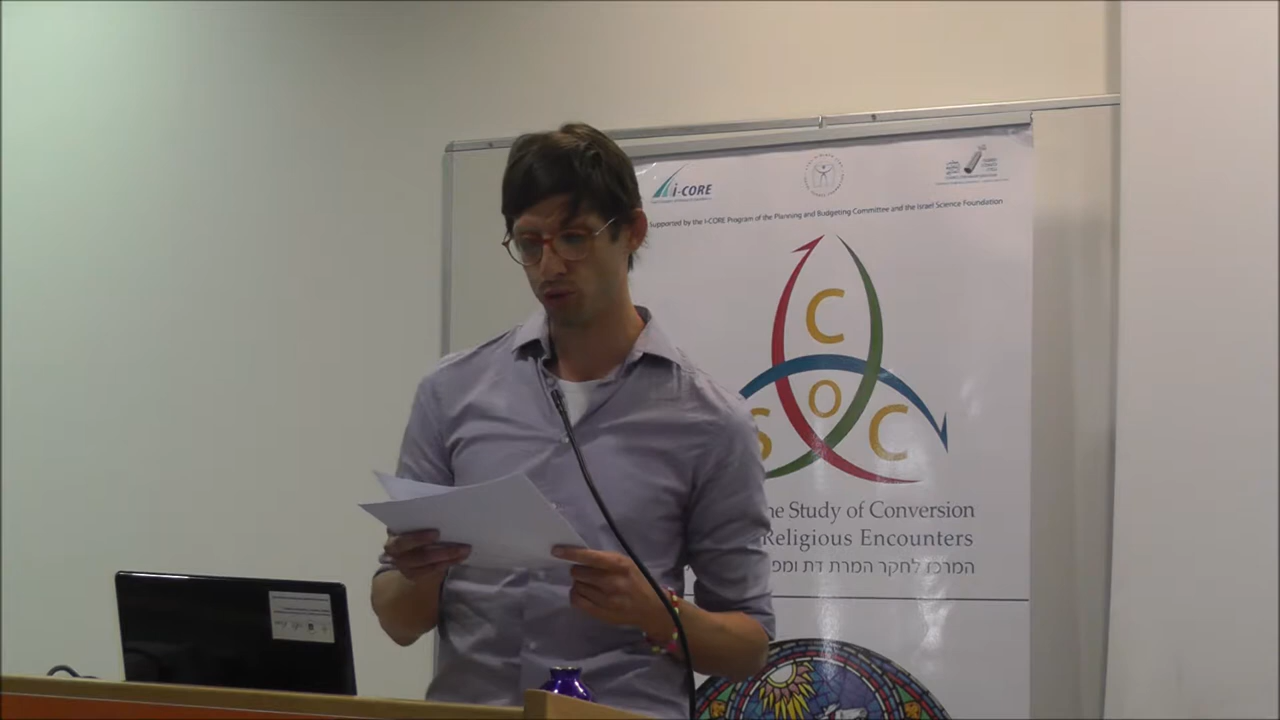 i-CORE
Supported by the I-CORE Program of the Planning and Budgeting Committee and the Israel Science Foundation
C
S O C
he Study of Conversion
Religious Encounters
המרכז לחקר המרת דת ומפ